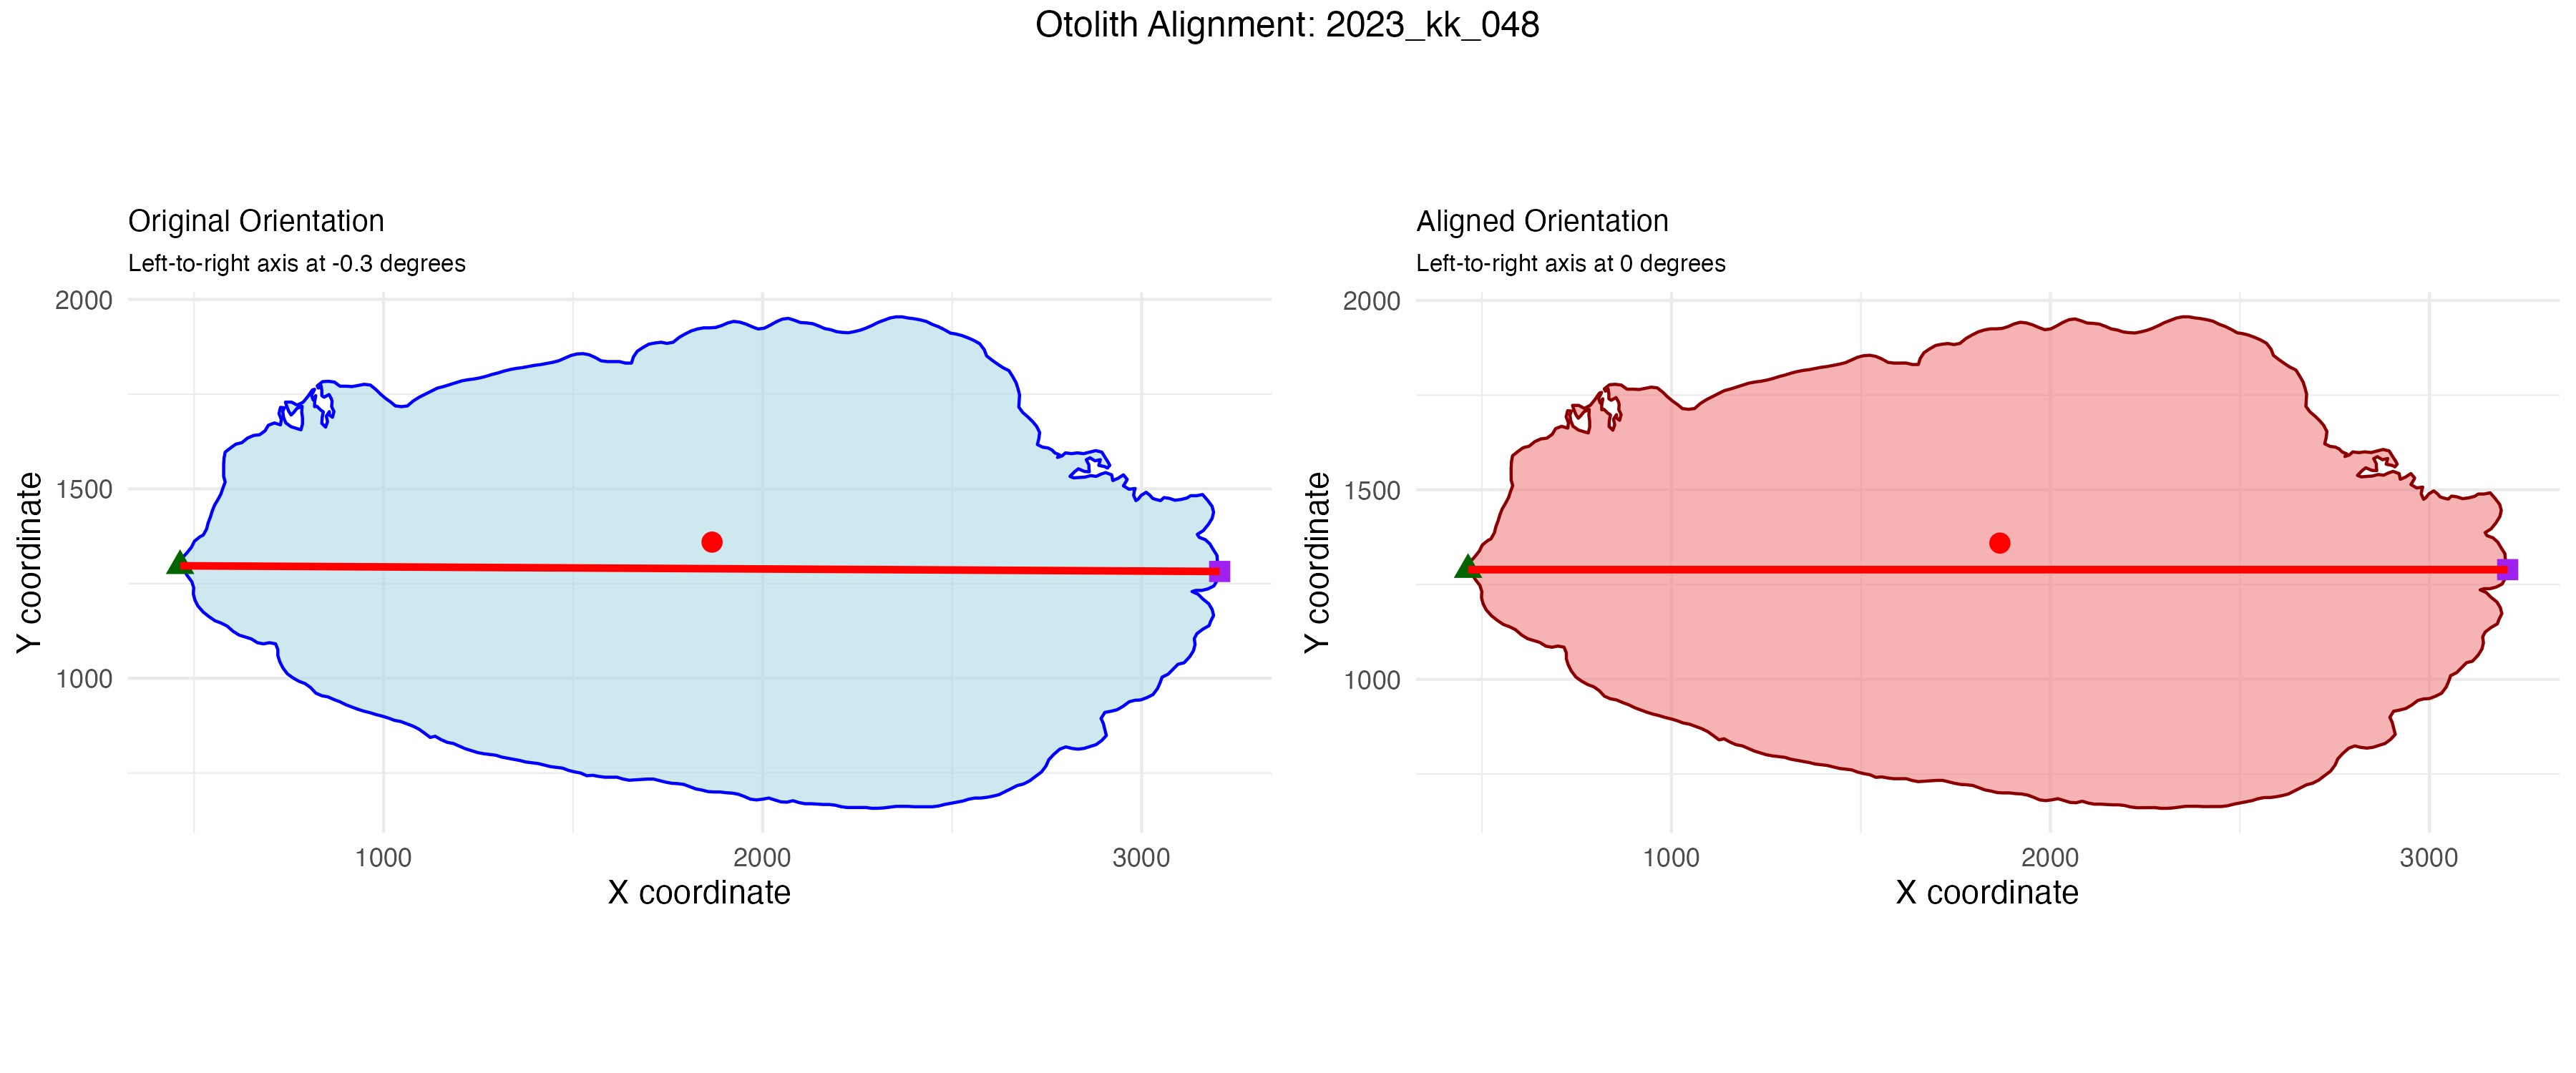 Otolith Alignment: 2023_kk_048
Original Orientation
Left-to-right axis at -0.3 degrees
2000
1500
1000
Y coordinate
1000
2000
3000
X coordinate
Aligned Orientation
Left-to-right axis at 0 degrees
2000
1500
1000
Y coordinate
1000
2000
3000
X coordinate